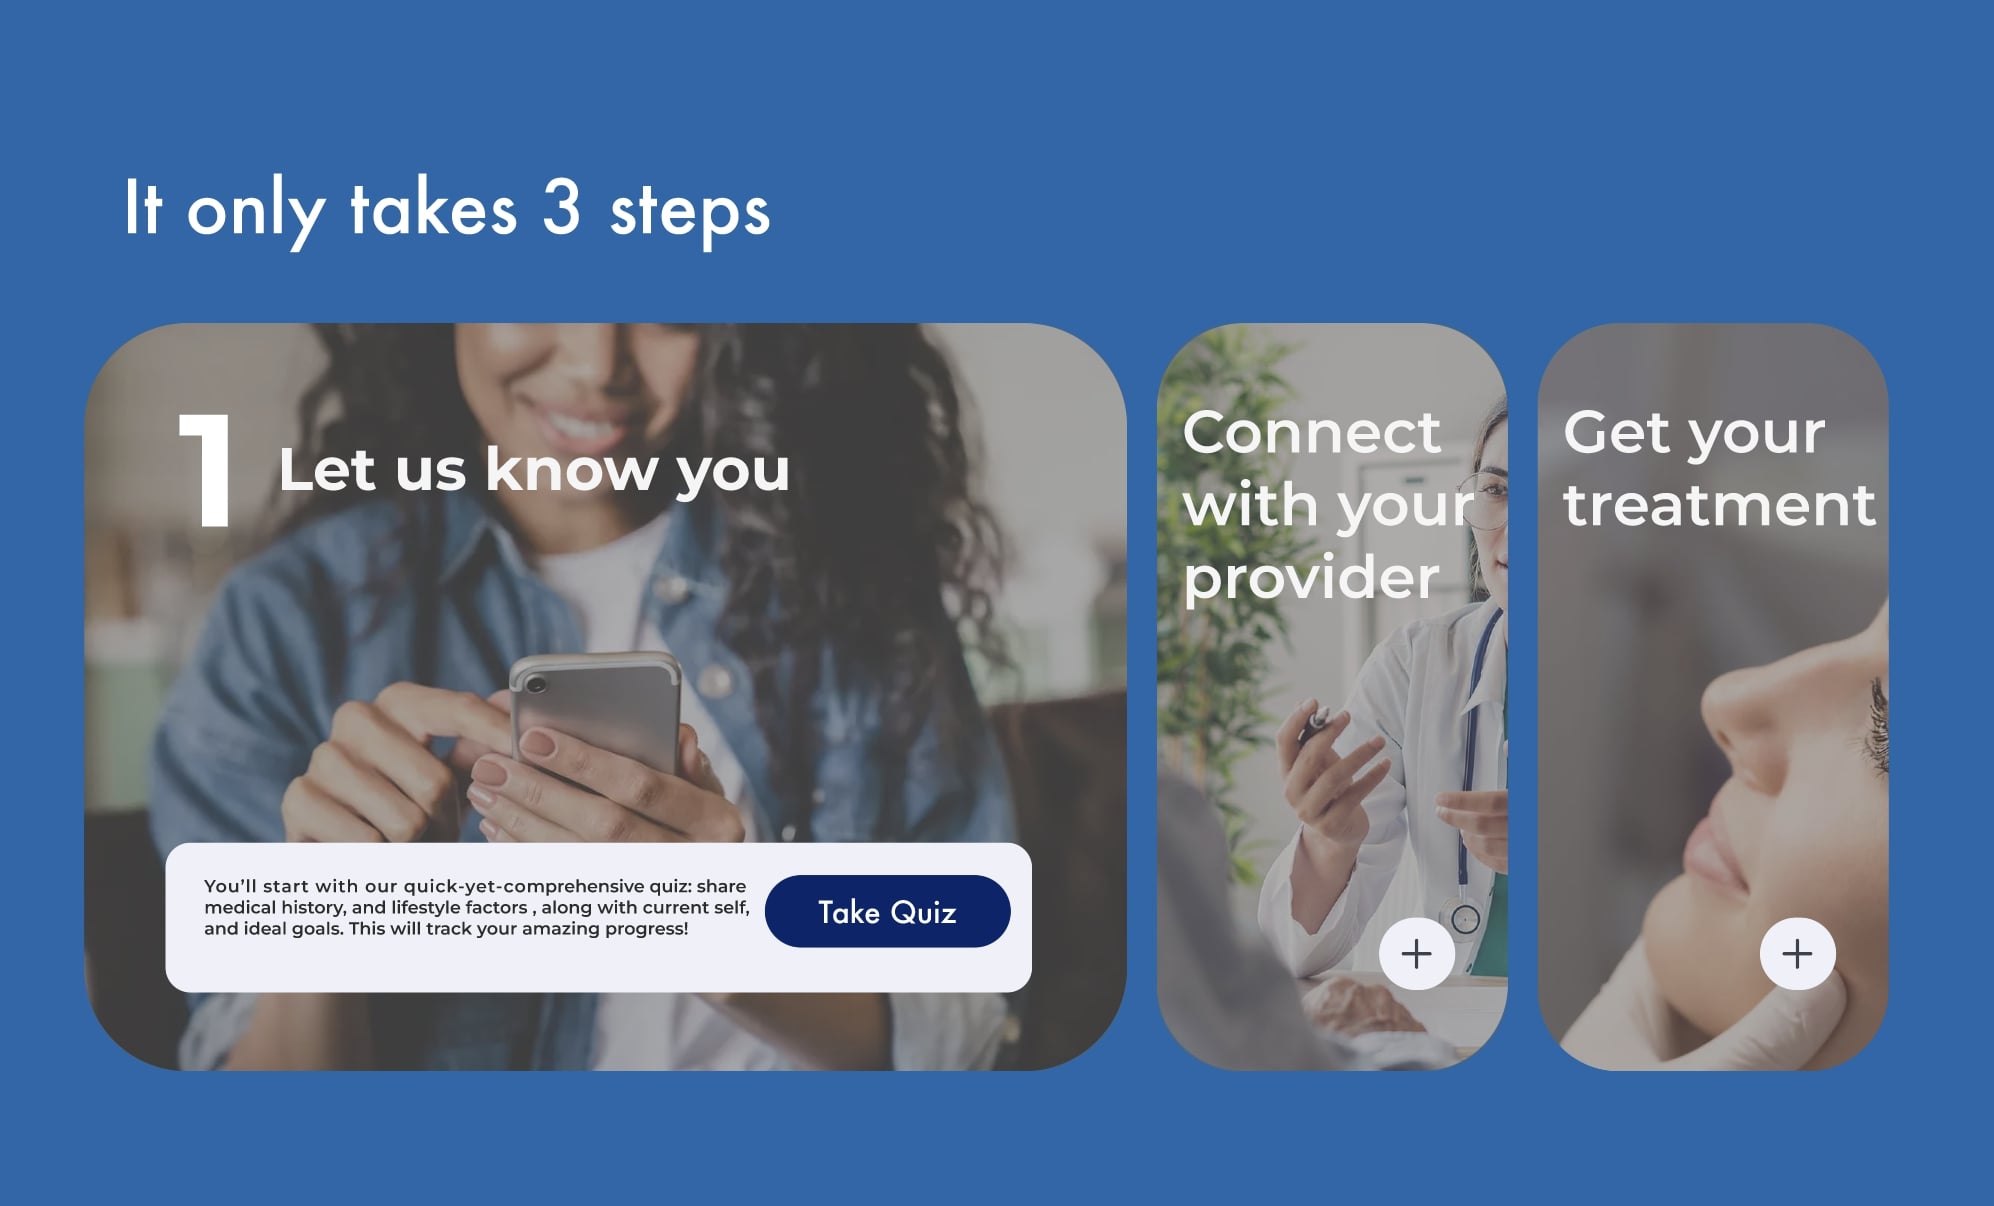 It only takes 3 steps
1
Let us know you
You’ll start with our quick-yet-comprehensive quiz: share
medical history, and lifestyle factors , along with current self,
and ideal goals. This will track your amazing progress!
Take Quiz
Connect
with your
provider
+
Get your
treatment
+